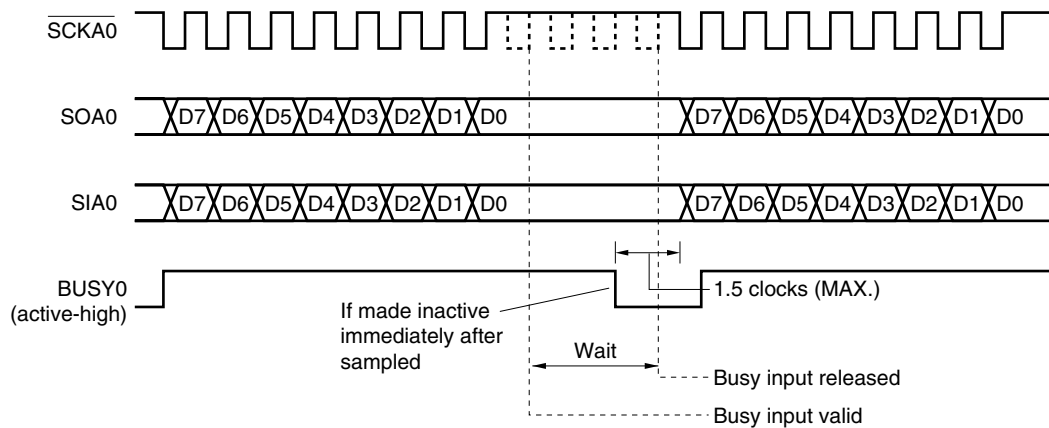 SCKA0
SOA0 D7 D6 D5 D4 D3 D2 D1 D0 D7 D6 D5 D4 D3 D2 D1 D0
SIA0 D7 D6 D5 D4 D3 D2 D1 D0 D7 D6 D5 D4 D3 D2 D1 D0
BUSY0
(active-high)
1.5 clocks (MAX.)
If made inactive
immediately after
sampled
Wait
Busy input released
Busy input valid